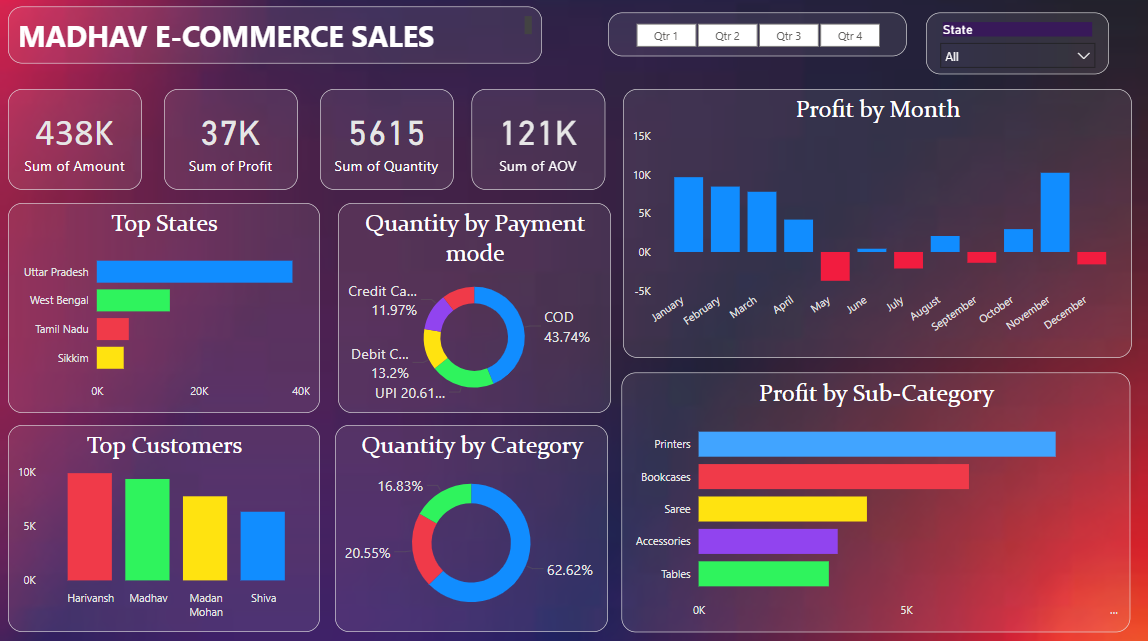 MADHAV E-COMMERCE SALES
Qtr 1
Qtr 2
Qtr 3
Qtr 4
State
All
438K
Sum of Amount
37K
Sum of Profit
5615
Sum of Quantity
121K
Sum of AOV
Profit by Month
15K
10K
5K
0K
-5K
January
February
March
April
May
June
July
August
September
October
November
December
Top States
Uttar Pradesh
West Bengal
Tamil Nadu
Sikkim
0K
20K
40K
Quantity by Payment
mode
Credit Ca...
11.97%
COD
43.74%
Debit C...
13.2%
UPI 20.61...
Profit by Sub-Category
Printers
Bookcases
Saree
Accessories
Tables
0K
5K
...
Top Customers
10K
5K
0K
Harivansh
Madhav
Madan
Mohan
Shiva
Quantity by Category
16.83%
20.55%
62.62%